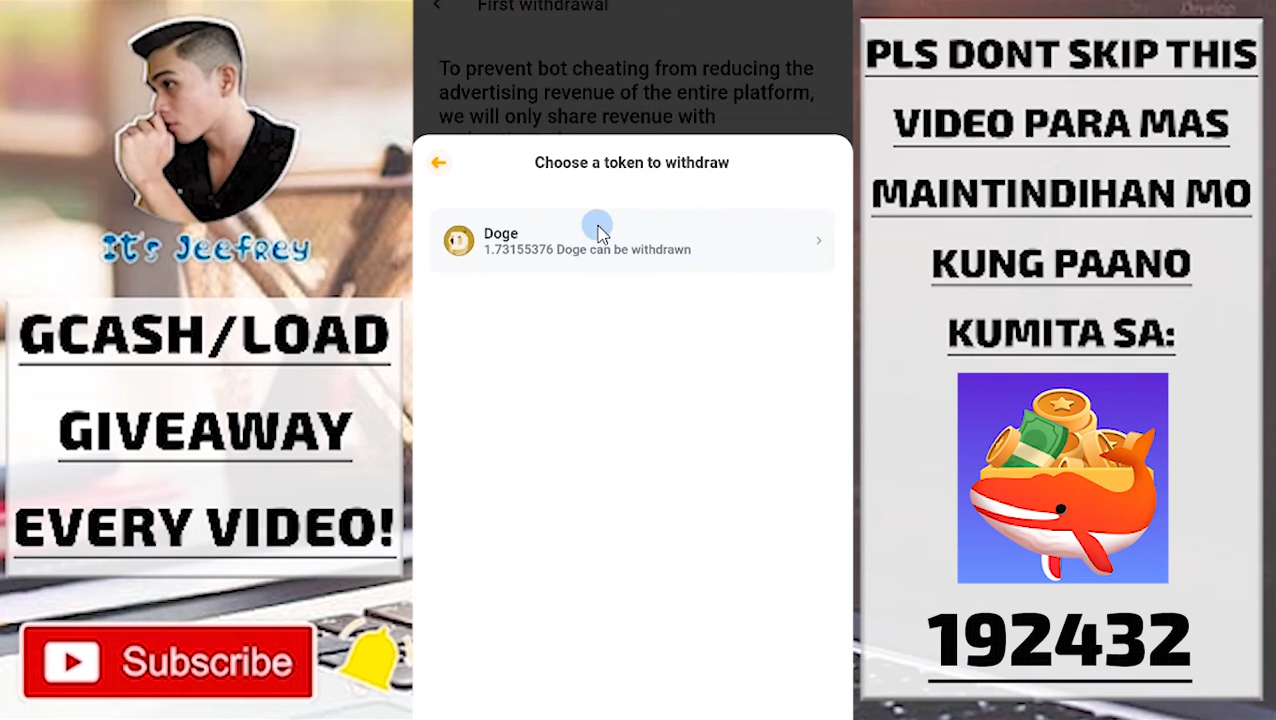 It's Jeefrey
GCASH/LOAD
GIVEAWAY
EVERY VIDEO!
Subscribe
First withdrawal
To prevent bot cheating from reducing the
advertising revenue of the entire platform,
we will only share revenue with
Choose a token to withdraw
Doge
1.73155376 Doge can be withdrawn
Develop
PLS DONT SKIP THIS
VIDEO PARA MAS
MAINTINDIHAN MO
KUNG PAANO
KUMITA SA:
192432